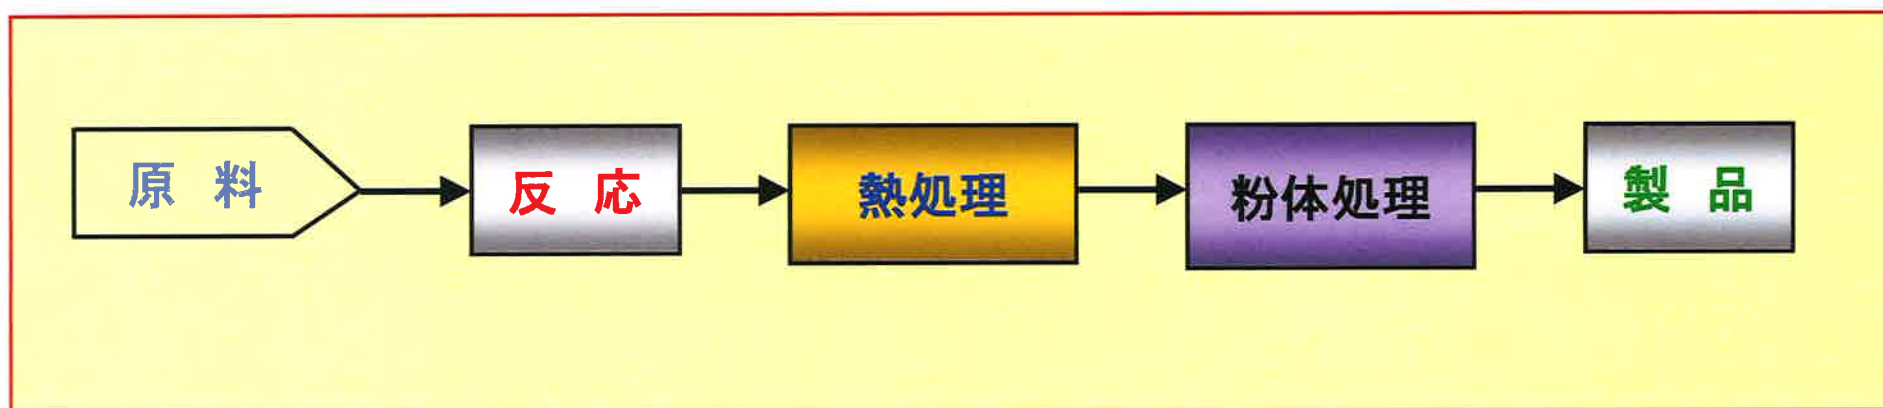 原 料
反 応
熱処理
粉体処理
製 品